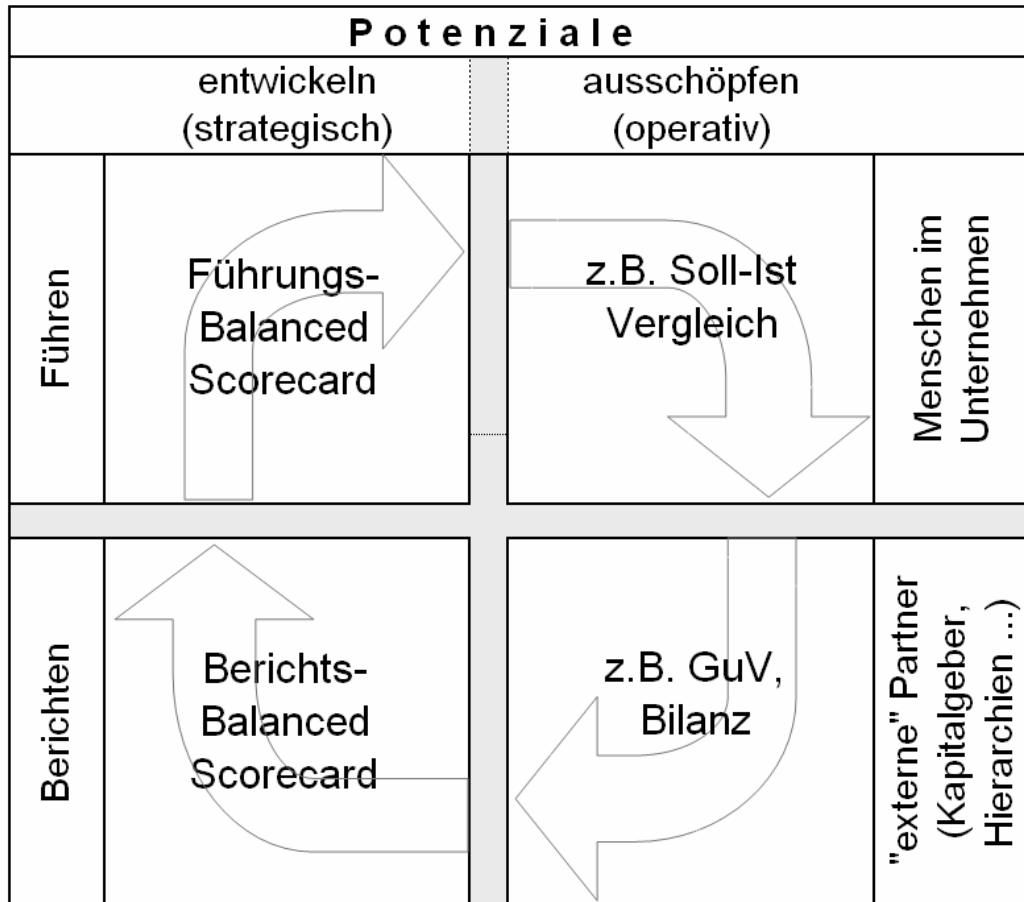 Potenziale
entwickeln
(strategisch)
ausschöpfen
(operativ)
Führen
Führungs-
Balanced
Scorecard
z.B. Soll-Ist
Vergleich
Menschen im
Unternehmen
Berichten
Berichts-
Balanced
Scorecard
z.B. GuV,
Bilanz
"externe" Partner
(Kapitalgeber,
Hierarchien ...)